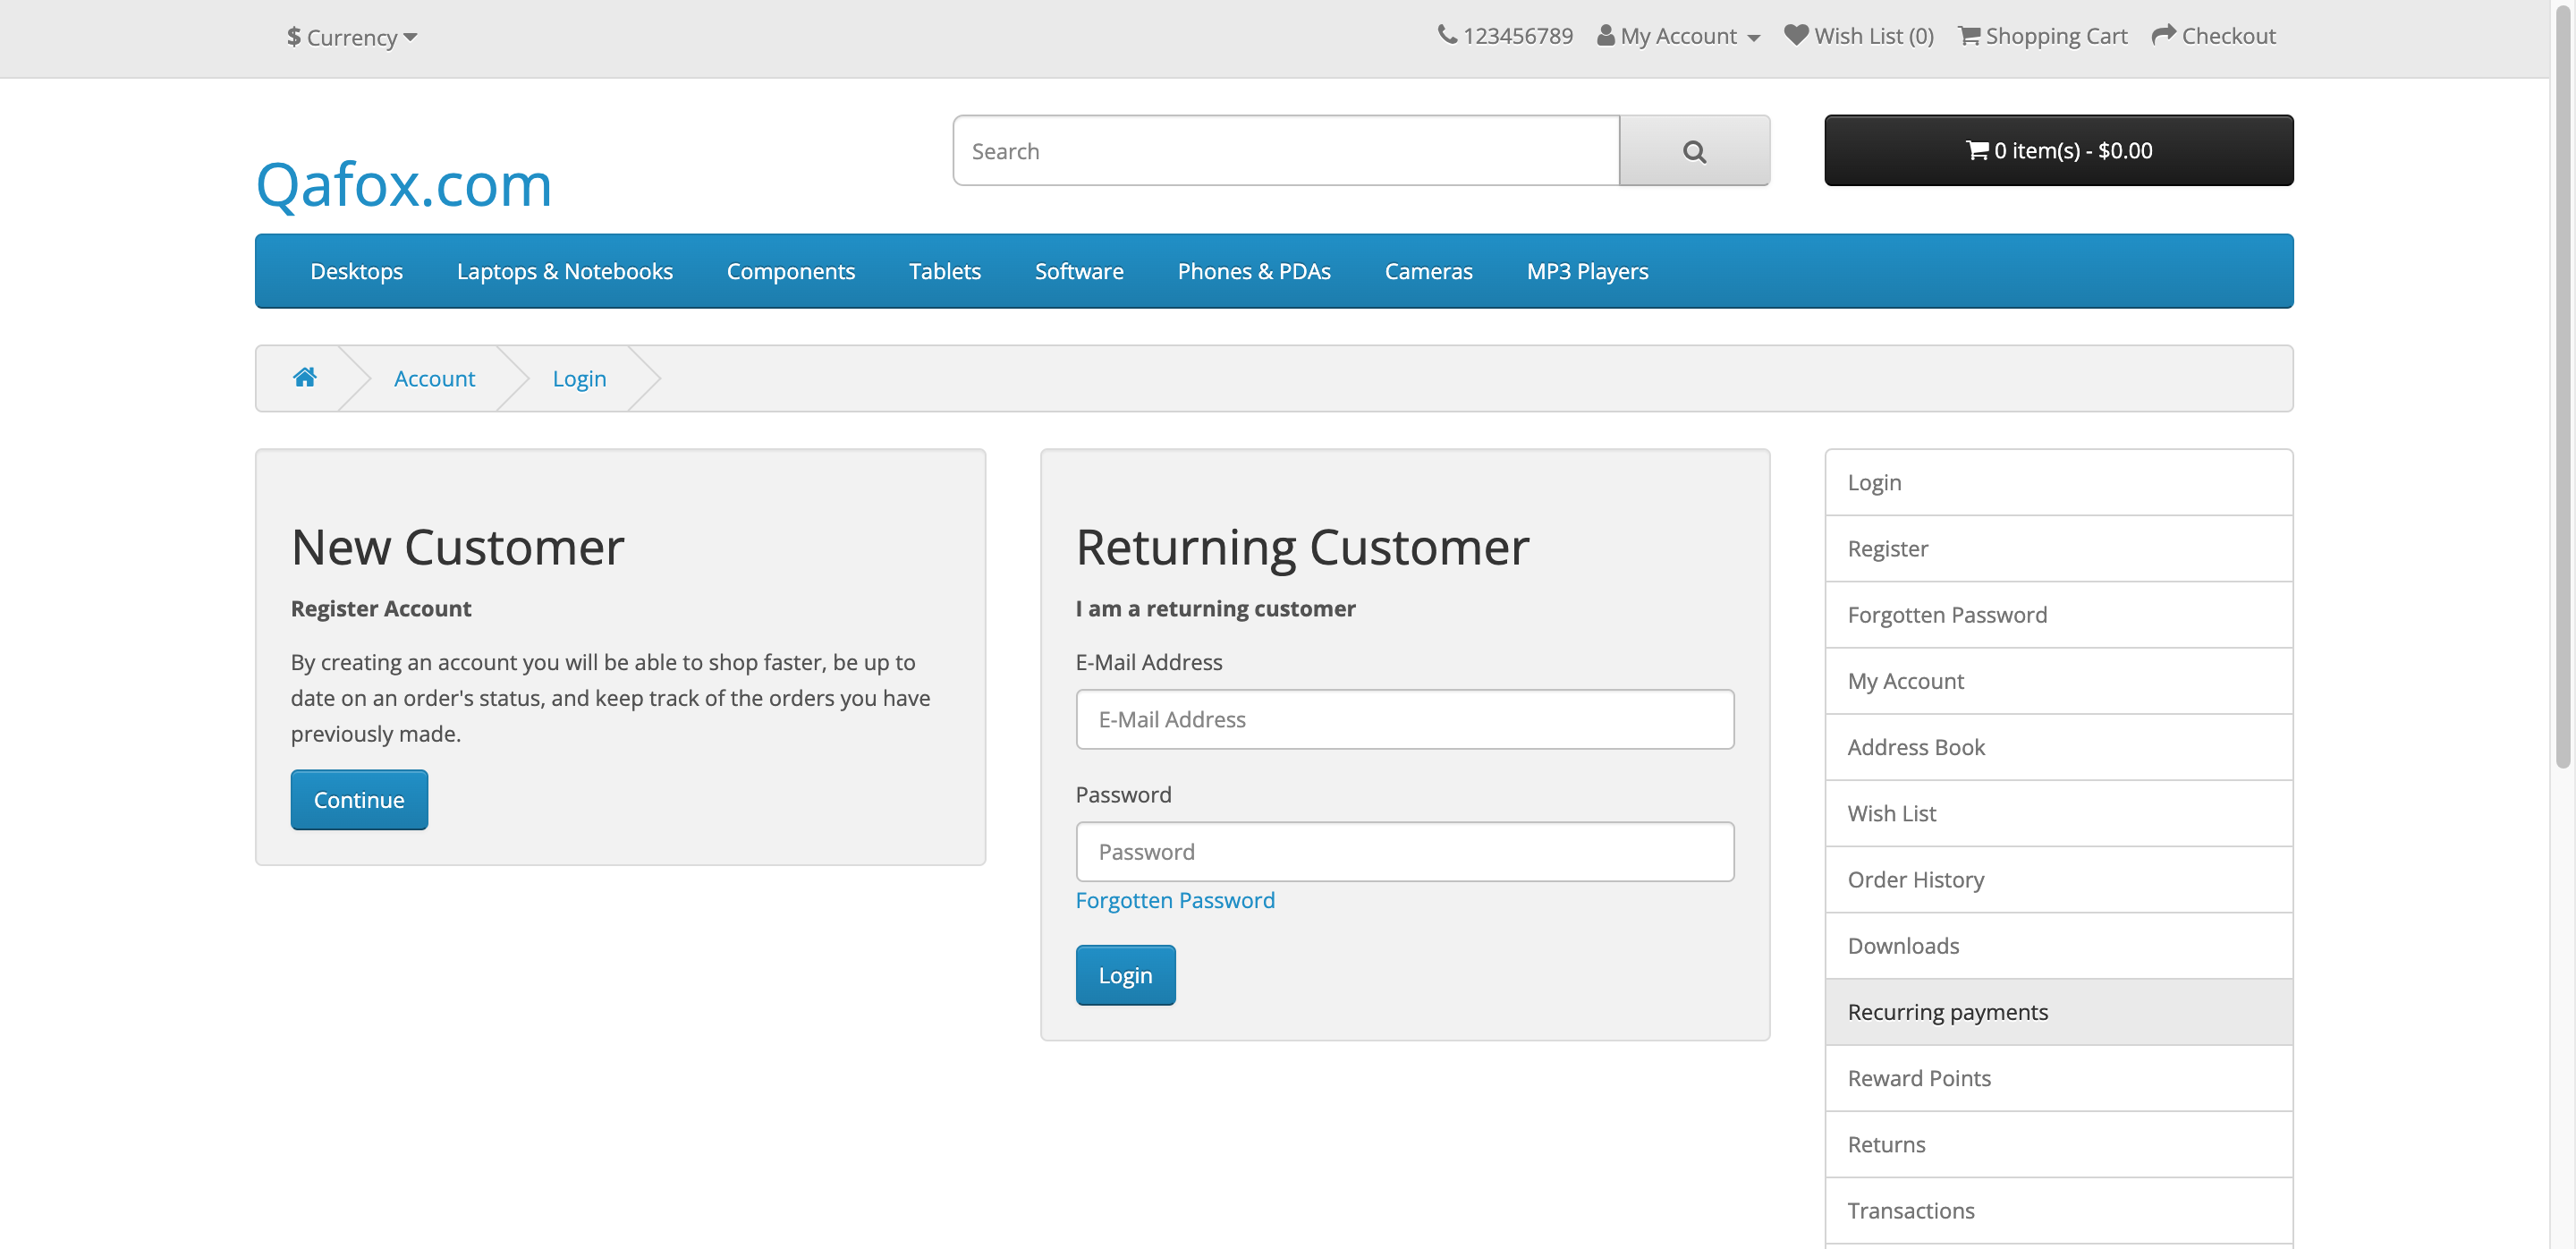 $ Currency
123456789 My Account Wish List (0) Shopping Cart Checkout
Qafox.com
Search
0 item(s) - $0.00
Desktops Laptops & Notebooks Components Tablets Software Phones & PDAs Cameras MP3 Players
Account Login
New Customer
Register Account
By creating an account you will be able to shop faster, be up to
date on an order's status, and keep track of the orders you have
previously made.
Continue
Returning Customer
I am a returning customer
E-Mail Address
E-Mail Address
Password
Password
Forgotten Password
Login
Login
Register
Forgotten Password
My Account
Address Book
Wish List
Order History
Downloads
Recurring payments
Reward Points
Returns
Transactions